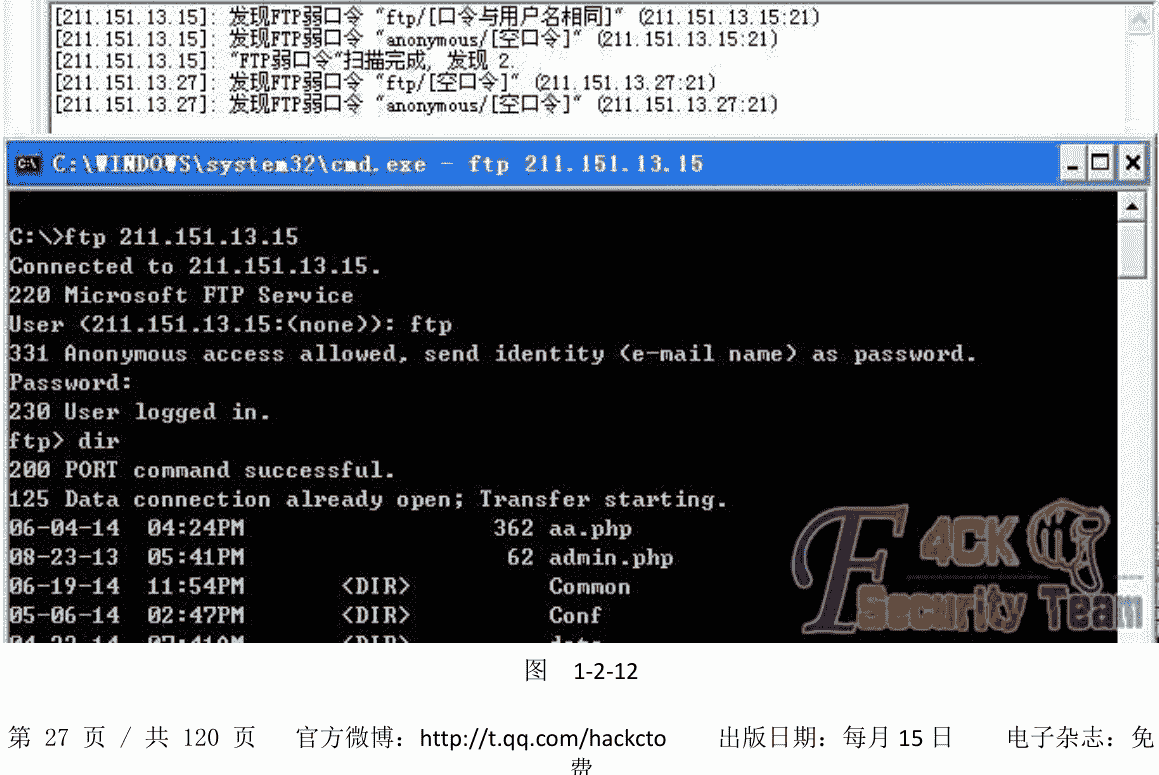 [211.151.13.15]: 发现FTP弱口令 "ftp/[口令与用户名相同]" (211.151.13.15:21)
[211.151.13.15]: 发现FTP弱口令 "anonymous/[空口令]" (211.151.13.15:21)
[211.151.13.15]: "FTP弱口令"扫描完成, 发现 2.
[211.151.13.27]: 发现FTP弱口令 "ftp/[空口令]" (211.151.13.27:21)
[211.151.13.27]: 发现FTP弱口令 "anonymous/[空口令]" (211.151.13.27:21)
C:\WINDOWS\system32\cmd.exe - ftp 211.151.13.15
C:\>ftp 211.151.13.15
Connected to 211.151.13.15.
220 Microsoft FTP Service
User (211.151.13.15:(none)): ftp
331 Anonymous access allowed, send identity (e-mail name) as password.
Password:
230 User logged in.
ftp> dir
200 PORT command successful.
125 Data connection already open; Transfer starting.
06-04-14 04:24PM 362 aa.php
08-23-13 05:41PM 62 admin.php
06-19-14 11:54PM <DIR> Common
05-06-14 02:47PM <DIR> Conf
F4CK
Security Team
图 1-2-12
第 27 页 / 共 120 页 官方微博：http://t.qq.com/hackcto 出版日期：每月 15 日 电子杂志：免
费